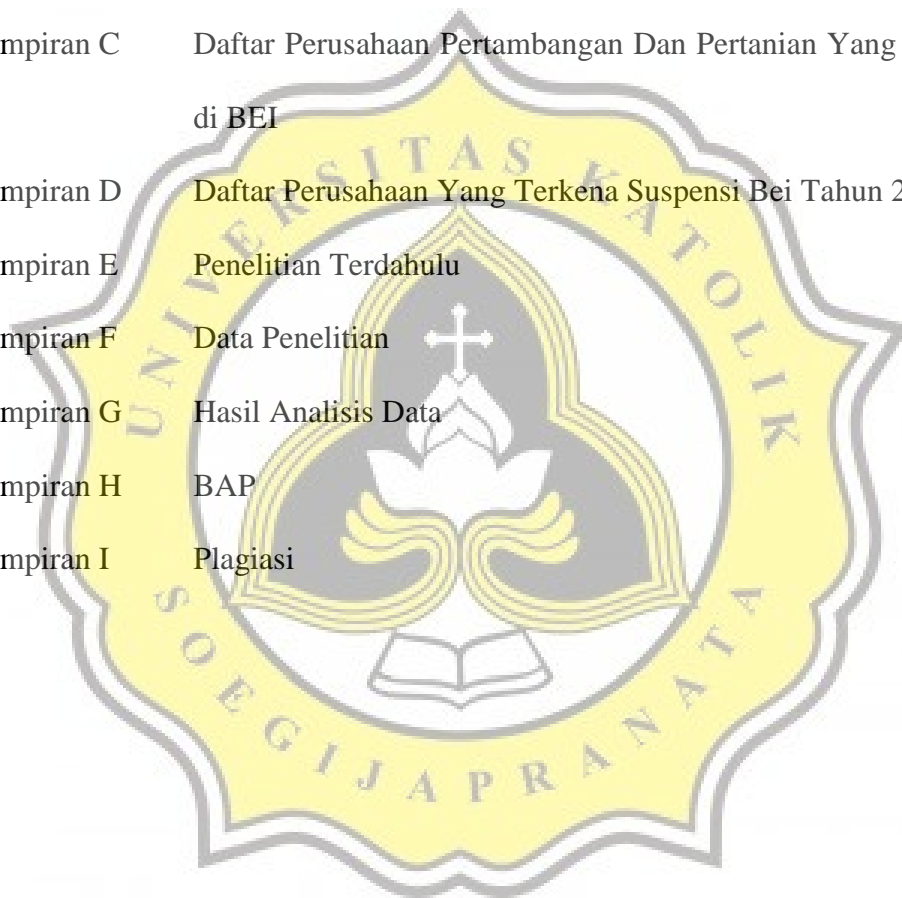 mpiran C Daftar Perusahaan Pertambangan Dan Pertanian Yang
di BEI
mpiran D Daftar Perusahaan Yang Terkena Suspensi Bei Tahun 2
mpiran E Penelitian Terdahulu
mpiran F Data Penelitian
mpiran G Hasil Analisis Data
mpiran H BAP
mpiran I Plagiasi
UNIVERSITAS KATOLIK
SOEGIJAPRANATA